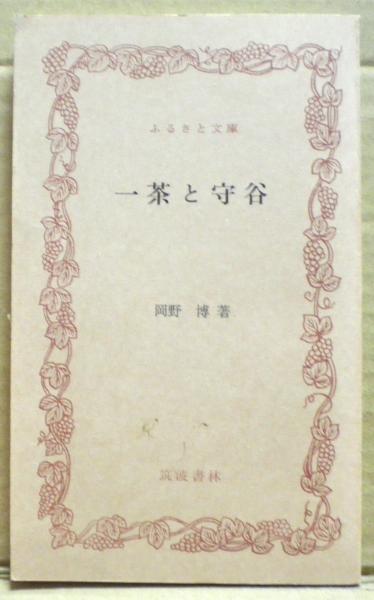 ふるさと文庫
一茶と守谷
岡野 博著
筑波書林